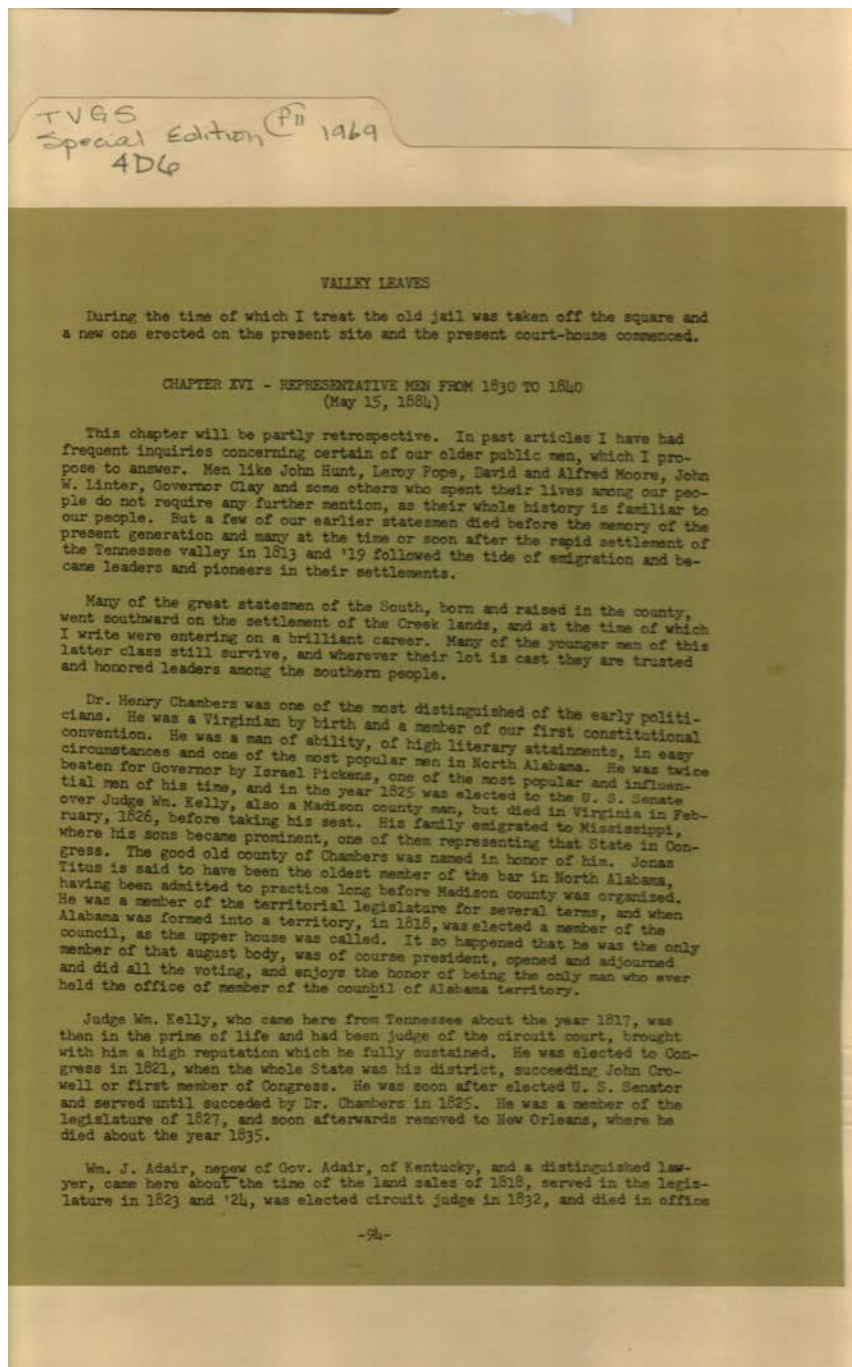 TVGS
Special Edition PII 1969
4D6
VALLEY LEAVES
During the time of which I treat the old jail was taken off the square and
a new one erected on the present site and the present court-house commenced.
CHAPTER XVI - REPRESENTATIVE MEN FROM 1830 TO 1840
(May 15, 1884)
This chapter will be partly retrospective. In past articles I have had
frequent inquiries concerning certain of our older public men, which I pro-
pose to answer. Men like John Hunt, Leroy Pope, David and Alfred Moore, John
W. Linter, Governor Clay and some others who spent their lives among our peo-
ple do not require any further mention, as their whole history is familiar to
our people. But a few of our earlier statesmen died before the memory of the
present generation and many at the time or soon after the rapid settlement of
the Tennessee valley in 1813 and '19 followed the tide of emigration and be-
came leaders and pioneers in their settlements.
Many of the great statesmen of the South, born and raised in the county,
went southward on the settlement of the Creek lands, and at the time of which
I write were entering on a brilliant career. Many of the younger men of this
latter class still survive, and wherever their lot is cast they are trusted
and honored leaders among the southern people.
Dr. Henry Chambers was one of the most distinguished of the early politi-
cians. He was a Virginian by birth and a member of our first constitutional
convention. He was a man of ability, of high literary attainments, in easy
circumstances and one of the most popular men in North Alabama. He was twice
beaten for Governor by Israel Pickens, one of the most popular and influen-
tial men of his time, and in the year 1825 was elected to the U. S. Senate
over Judge Wm. Kelly, also a Madison county man, but died in Virginia in Feb-
ruary, 1826, before taking his seat. His family emigrated to Mississippi,
where his sons became prominent, one of them representing that State in Con-
gress. The good old county of Chambers was named in honor of him. Jonas
Titus is said to have been the oldest member of the bar in North Alabama,
having been admitted to practice long before Madison county was organized.
He was a member of the territorial legislature for several terms, and when
Alabama was formed into a territory, in 1818, was elected a member of the
council, as the upper house was called. It so happened that he was the only
member of that august body, was of course president, opened and adjourned
and did all the voting, and enjoys the honor of being the only man who ever
held the office of member of the counbil of Alabama territory.
Judge Wm. Kelly, who came here from Tennessee about the year 1817, was
then in the prime of life and had been judge of the circuit court, brought
with him a high reputation which he fully sustained. He was elected to Con-
gress in 1821, when the whole State was his district, succeeding John Cro-
well or first member of Congress. He was soon after elected U. S. Senator
and served until succeded by Dr. Chambers in 1825. He was a member of the
legislature of 1827, and soon afterwards removed to New Orleans, where he
died about the year 1835.
Wm. J. Adair, nepew of Gov. Adair, of Kentucky, and a distinguished law-
yer, came here about the time of the land sales of 1818, served in the legis-
lature in 1823 and '24, was elected circuit judge in 1832, and died in office
-94-